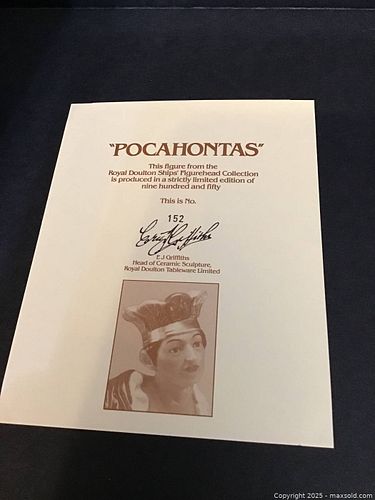 "POCAHONTAS"
This figure from the
Royal Doulton Ships' Figurehead Collection
is produced in a strictly limited edition of
nine hundred and fifty
This is No.
152
E J Griffiths
Head of Ceramic Sculpture,
Royal Doulton Tableware Limited
Copyright 2025 - maxsold.com